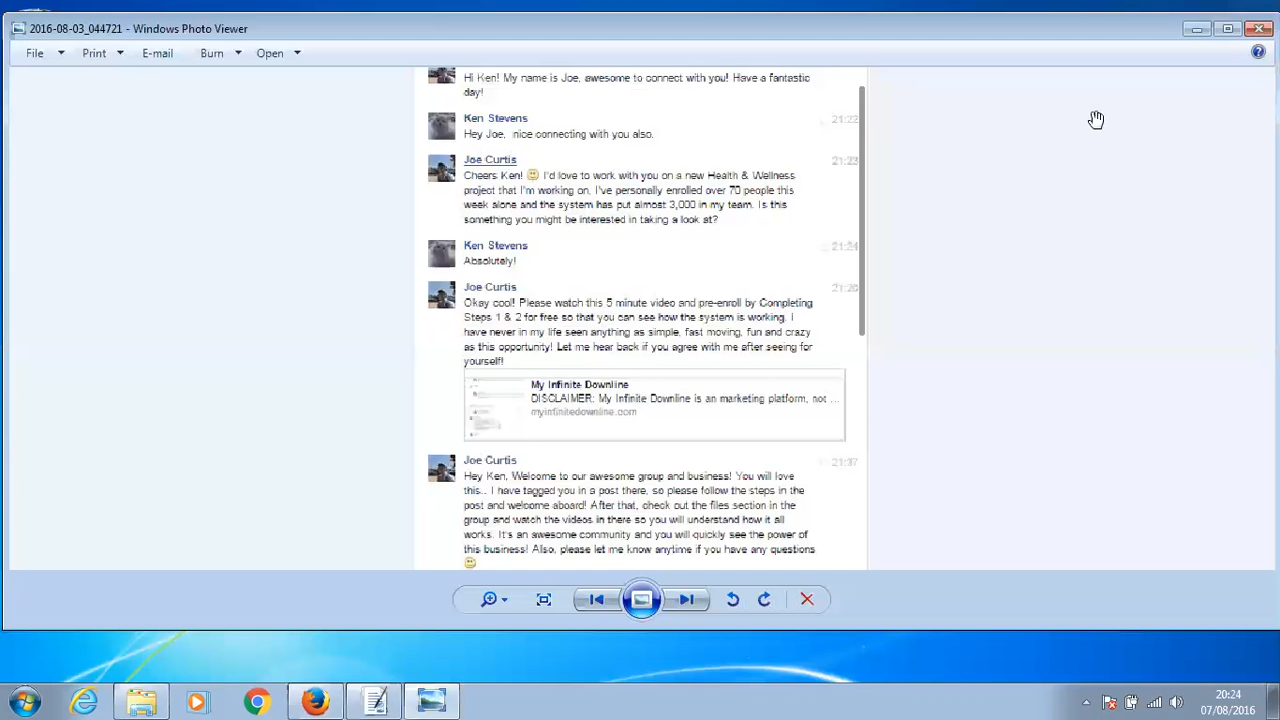 2016-08-03_044721 - Windows Photo Viewer
File Print E-mail Burn Open
Hi Ken! My name is Joe, awesome to connect with you! Have a fantastic
day!
Ken Stevens 21:22
Hey Joe, nice connecting with you also.
Joe Curtis 21:23
Cheers Ken! I'd love to work with you on a new Health & Wellness
project that I'm working on, I've personally enrolled over 70 people this
week alone and the system has put almost 3,000 in my team. Is this
something you might be interested in taking a look at?
Ken Stevens 21:24
Absolutely!
Joe Curtis
Okay cool! Please watch this 5 minute video and pre-enroll by Completing
Steps 1 & 2 for free so that you can see how the system is working. I
have never in my life seen anything as simple, fast moving, fun and crazy
as this opportunity! Let me hear back if you agree with me after seeing for
yourself!
My Infinite Downline
DISCLAIMER: My Infinite Downline is an marketing platform, not ...
myinfinitedownline.com
Joe Curtis
Hey Ken, Welcome to our awesome group and business! You will love
this.. I have tagged you in a post there, so please follow the steps in the
post and welcome aboard! After that, check out the files section in the
group and watch the videos in there so you will understand how it all
works. It's an awesome community and you will quickly see the power of
this business! Also, please let me know anytime if you have any questions
20:24
07/08/2016